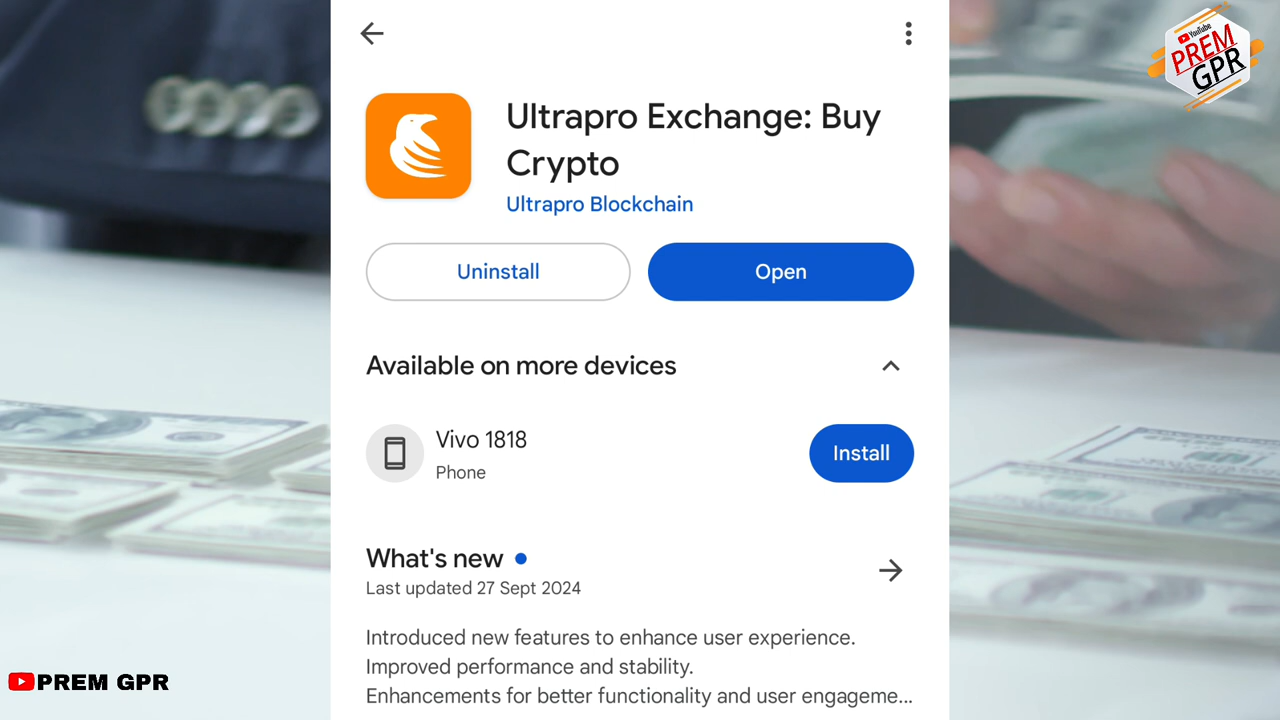 YouTube
PREM
GPR
Ultrapro Exchange: Buy
Crypto
Ultrapro Blockchain
Uninstall
Open
Available on more devices
Vivo 1818
Phone
Install
What's new
Last updated 27 Sept 2024
Introduced new features to enhance user experience.
Improved performance and stability.
Enhancements for better functionality and user engageme...
PREM GPR